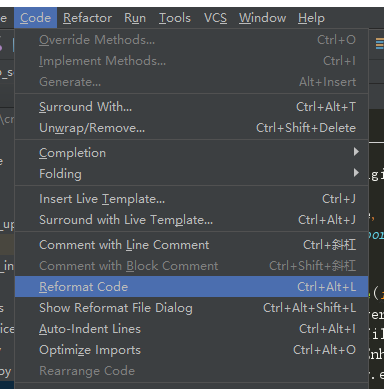 Code Refactor Run Tools VCS Window Help
Override Methods... Ctrl+O
Implement Methods... Ctrl+I
Generate... Alt+Insert
Surround With... Ctrl+Alt+T
Unwrap/Remove... Ctrl+Shift+Delete
Completion
Folding
Insert Live Template... Ctrl+J
Surround with Live Template... Ctrl+Alt+J
Comment with Line Comment Ctrl+斜杠
Comment with Block Comment Ctrl+Shift+斜杠
Reformat Code Ctrl+Alt+L
Show Reformat File Dialog Ctrl+Alt+Shift+L
Auto-Indent Lines Ctrl+Alt+I
Optimize Imports Ctrl+Alt+O
Rearrange Code